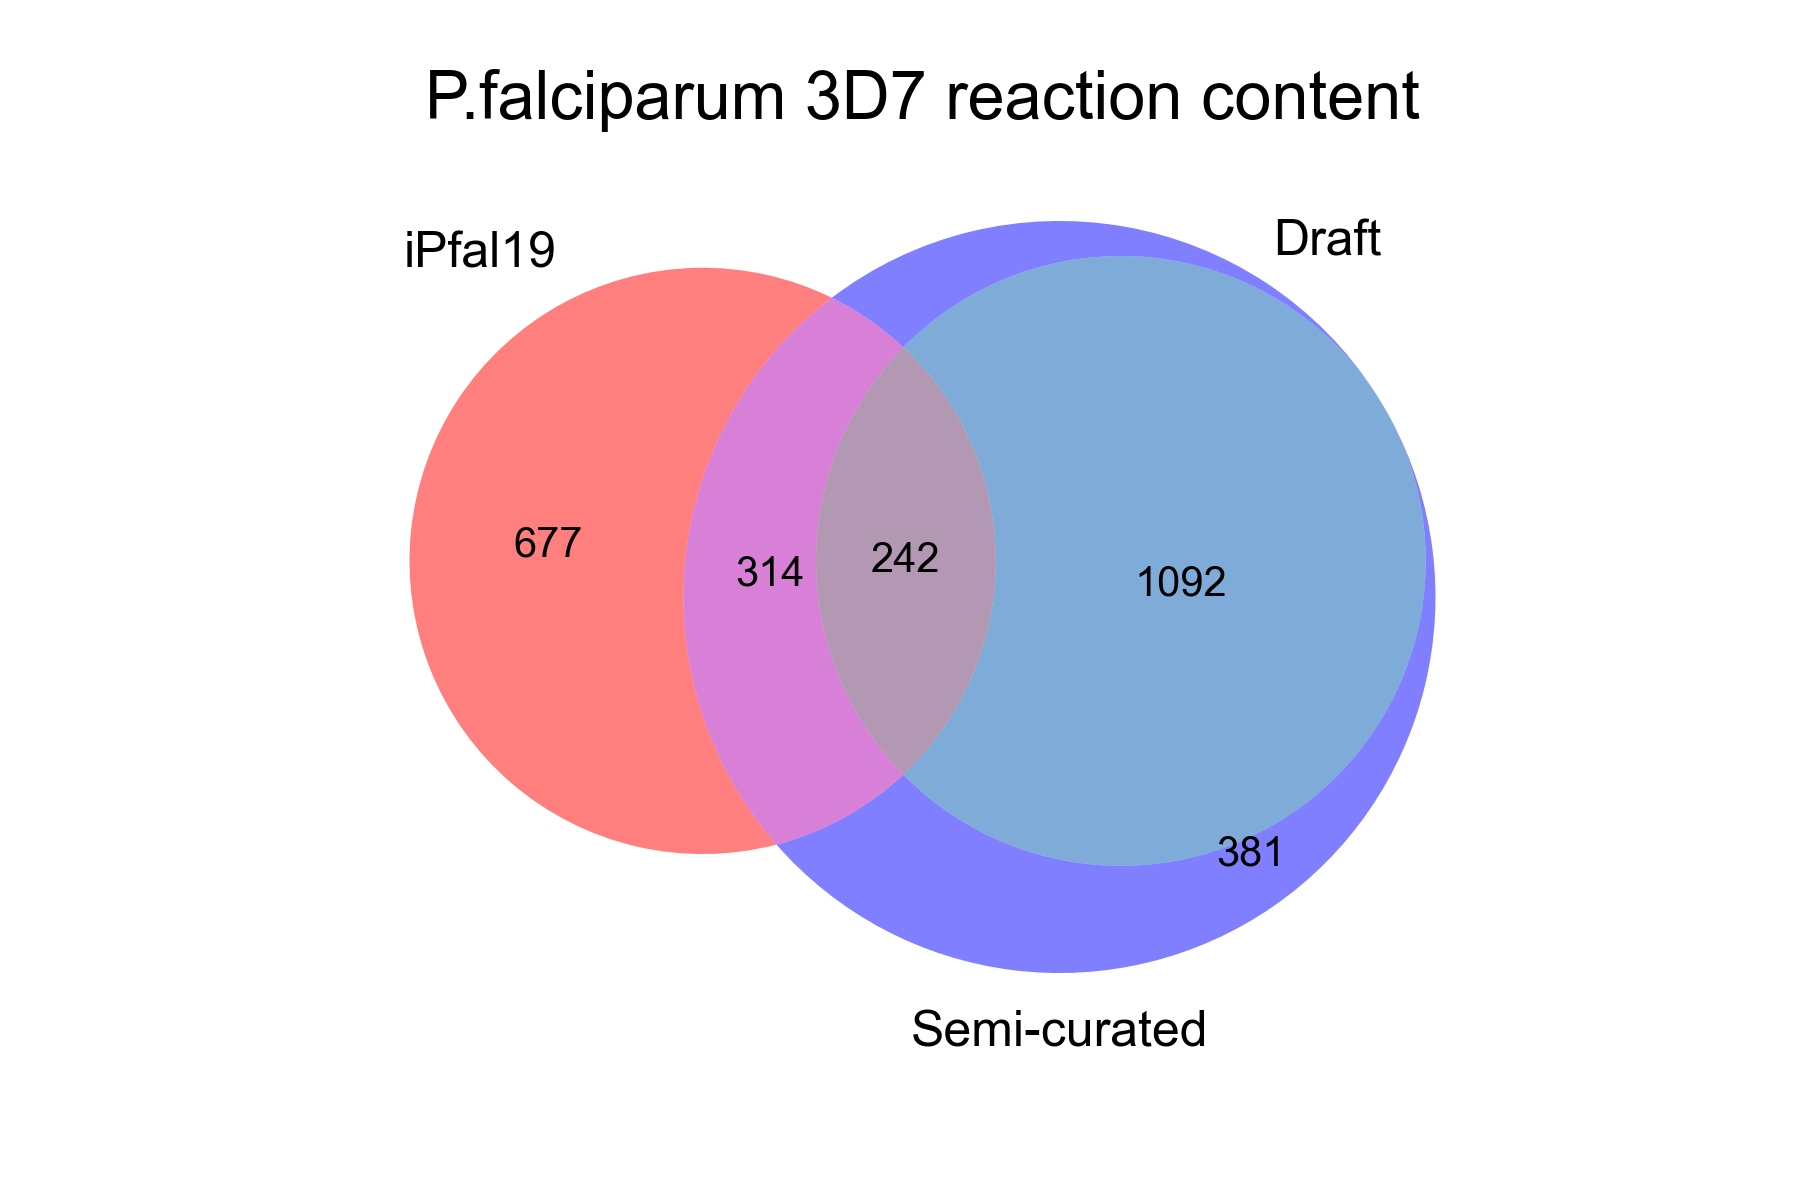 P.falciparum 3D7 reaction content
iPfal19
Draft
677
314
242
1092
381
Semi-curated